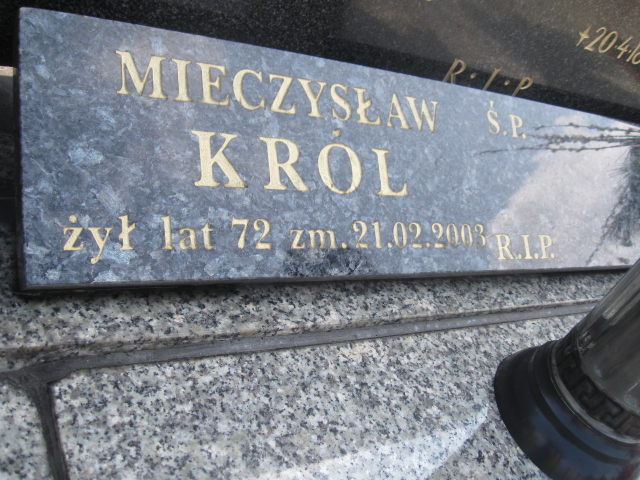 R.I.P.
MIECZYSŁAW Ś.P.
KRÓL
żył lat 72 zm. 21.02.2003 R.I.P.